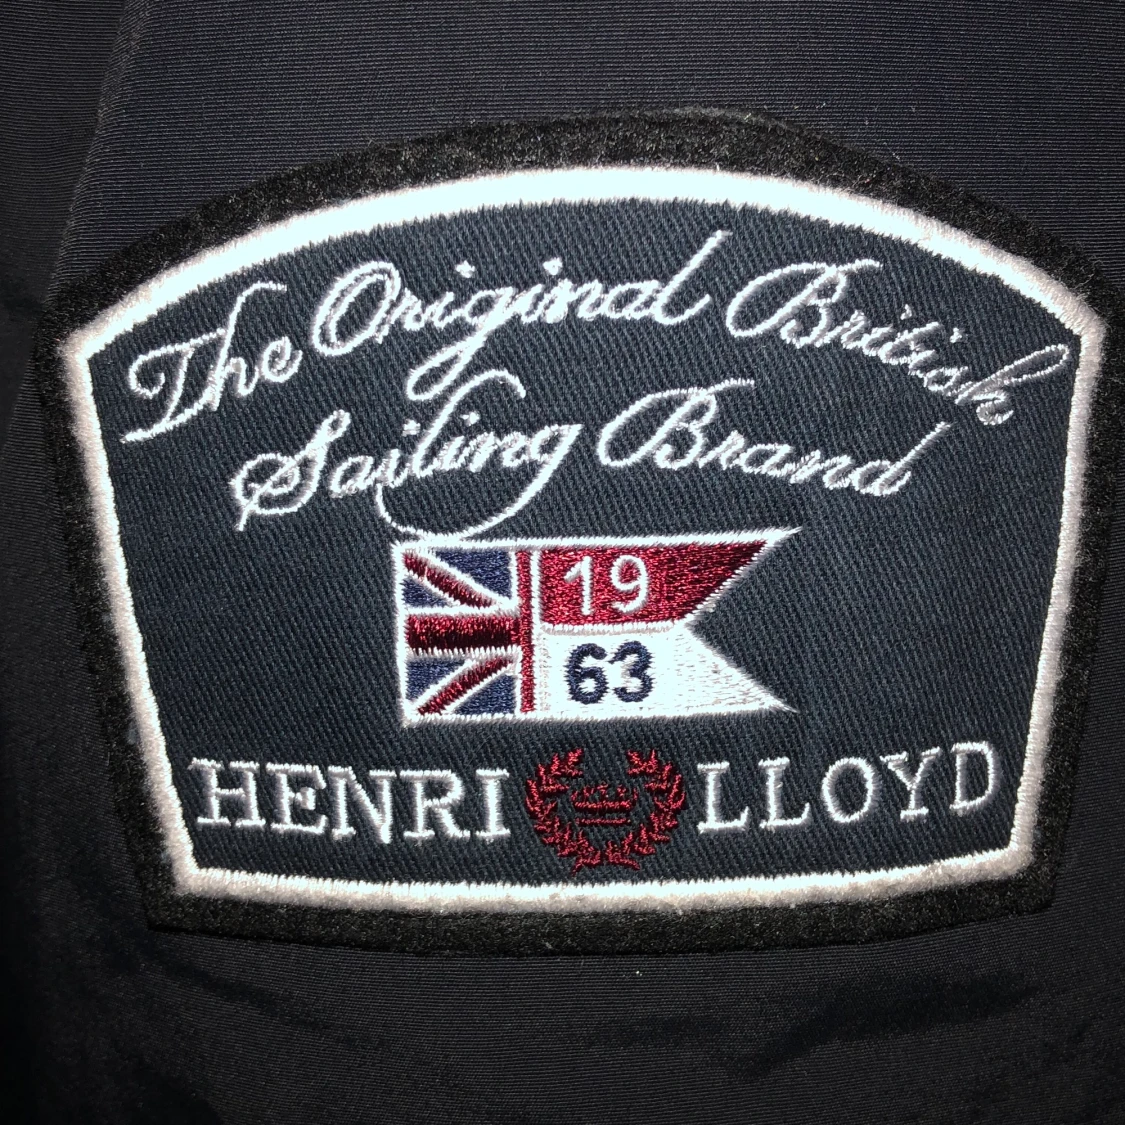 The Original British
Sailing Brand
19
63
HENRI LLOYD